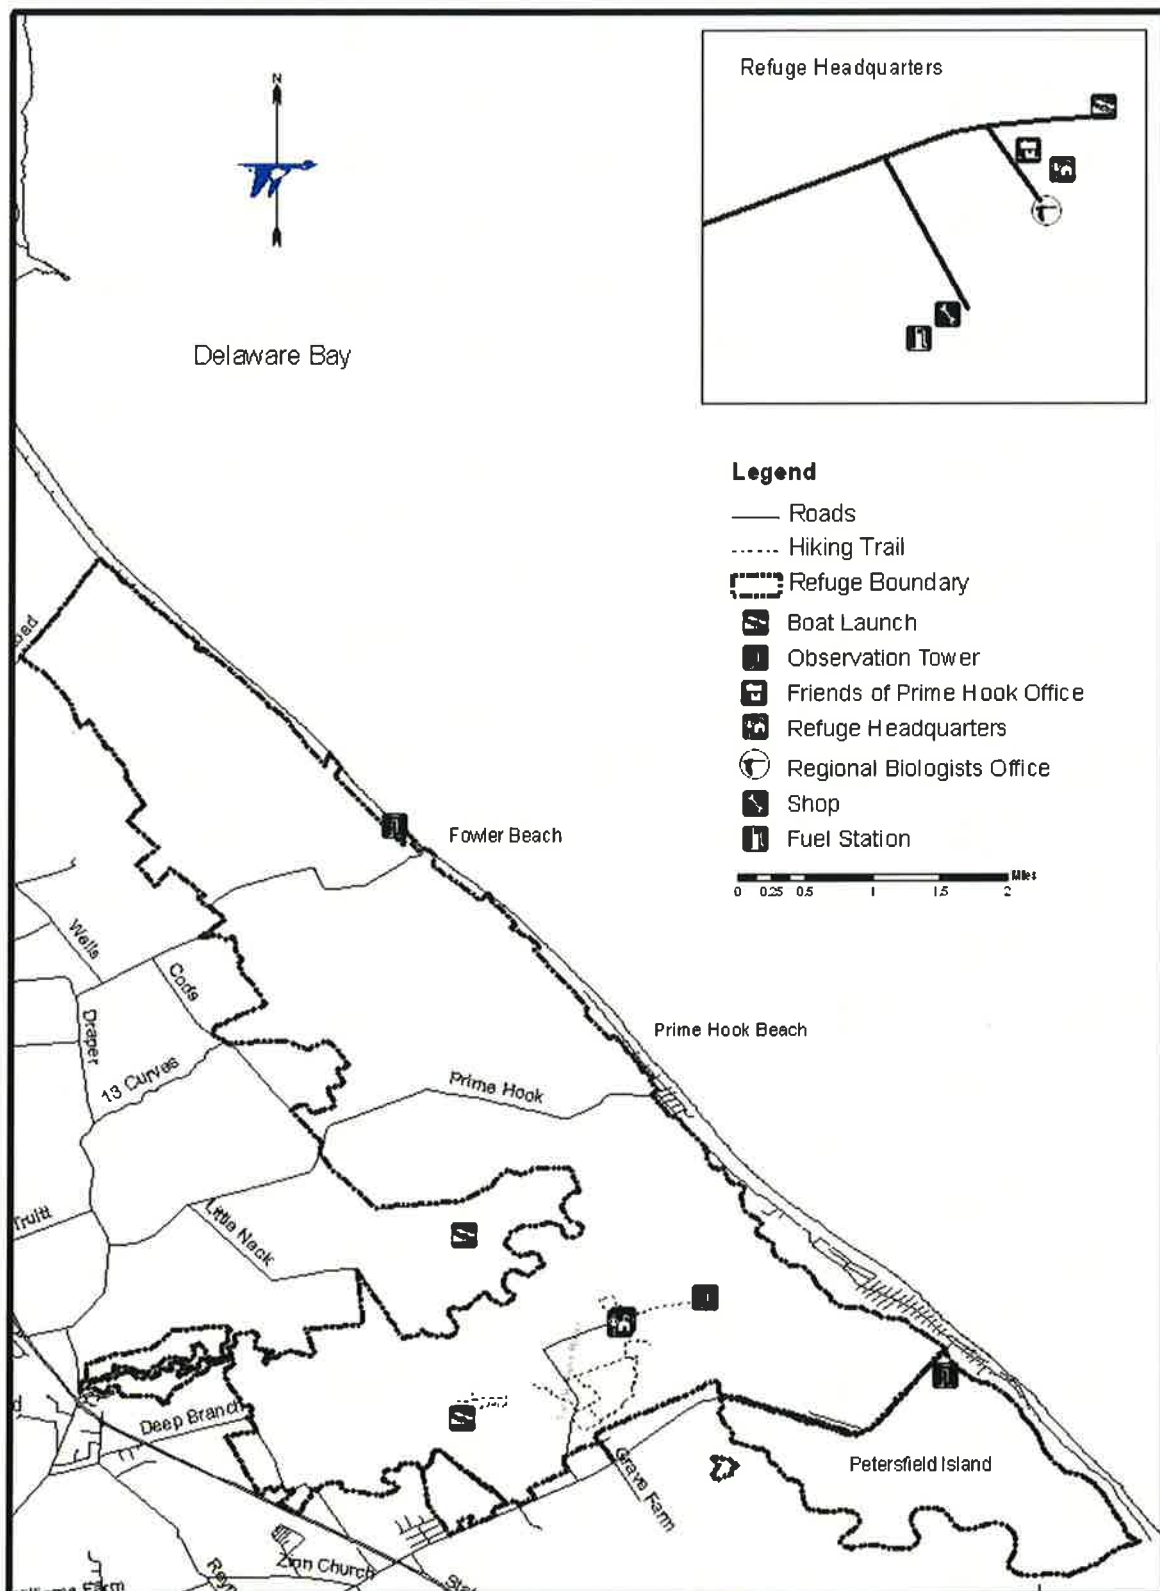 Refuge Headquarters
N
Delaware Bay
Legend
Roads
Hiking Trail
Refuge Boundary
Boat Launch
Observation Tower
Friends of Prime Hook Office
Refuge Headquarters
Regional Biologists Office
Shop
Fuel Station
Miles
0 0.25 0.5 1 1.5 2
Fowler Beach
Wells
Cods
Draper
13 Curves
Prime Hook Beach
Prime Hook
Truitt
Little Neck
Deep Branch
Grave Farm
Petersfield Island
Zion Church
Farm